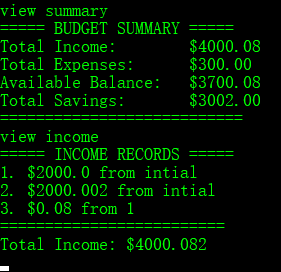 view summary
===== BUDGET SUMMARY =====
Total Income:        $4000.08
Total Expenses:      $300.00
Available Balance:   $3700.08
Total Savings:       $3002.00
===========================
view income
===== INCOME RECORDS =====
1. $2000.0 from intial
2. $2000.002 from intial
3. $0.08 from 1
=========================
Total Income: $4000.082